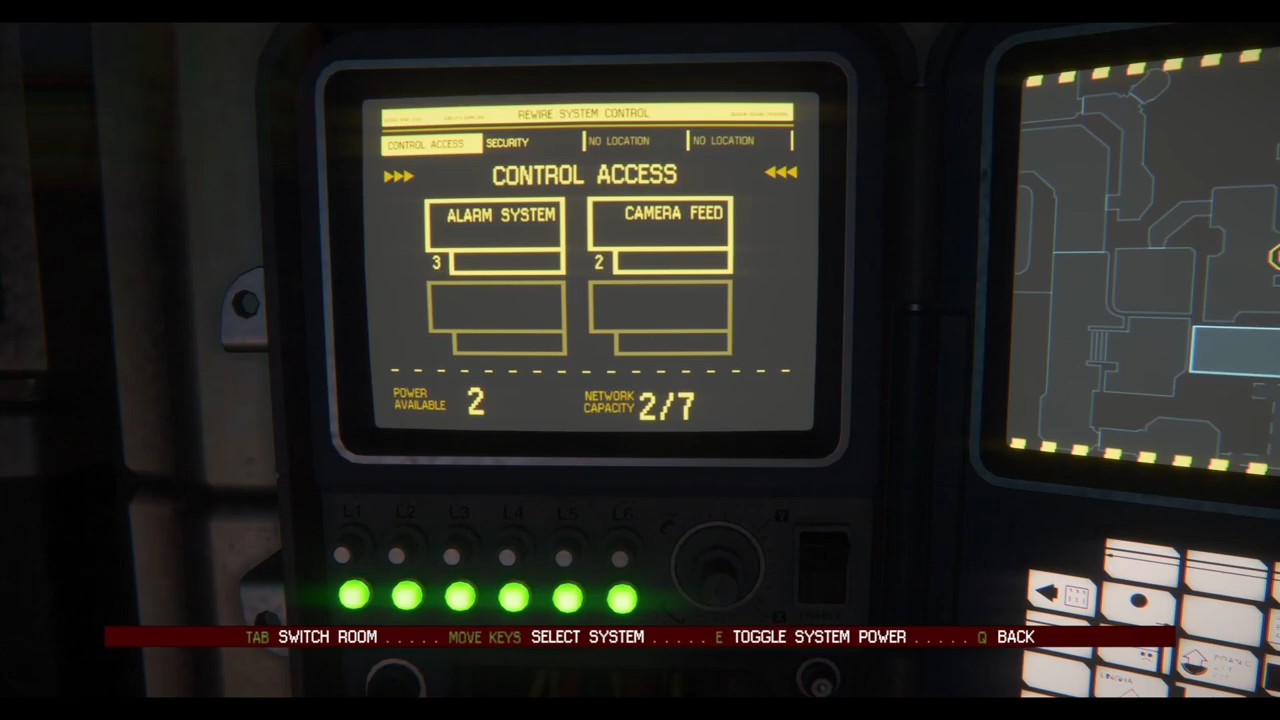 REWIRE SYSTEM CONTROL
CONTROL ACCESS SECURITY NO LOCATION NO LOCATION
CONTROL ACCESS
ALARM SYSTEM CAMERA FEED
3 2
POWER AVAILABLE 2 NETWORK CAPACITY 2/7
L1 L2 L3 L4 L5 L6
Y
X
TAB SWITCH ROOM ..... MOVE KEYS SELECT SYSTEM ..... E TOGGLE SYSTEM POWER ..... Q BACK